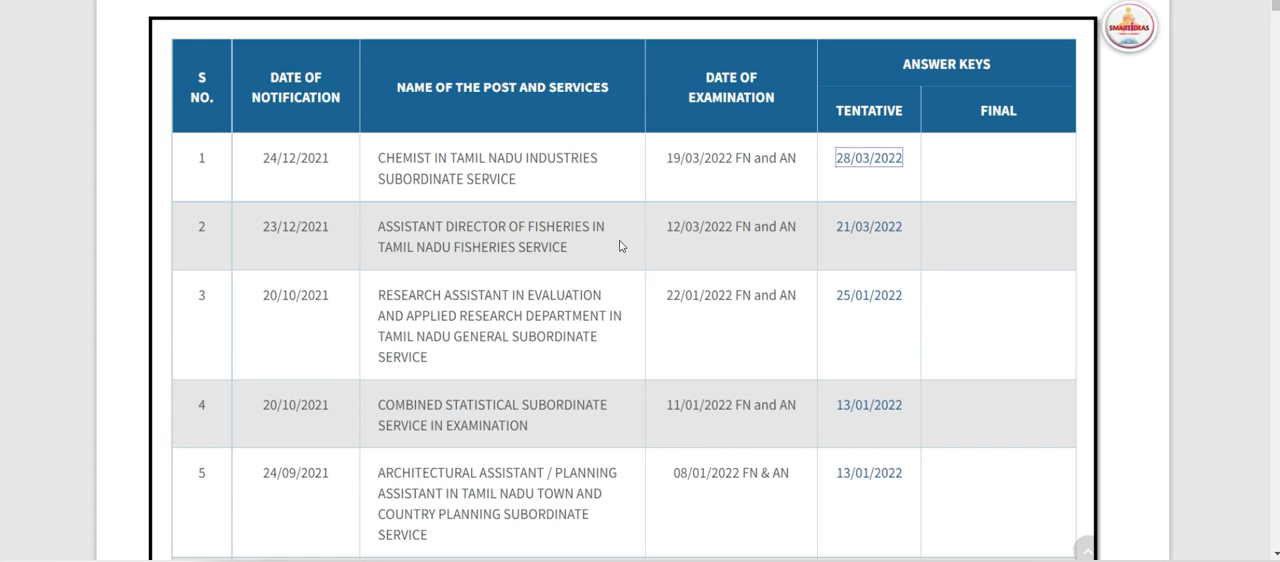 SMART IDEAS
S NO.
DATE OF NOTIFICATION
NAME OF THE POST AND SERVICES
DATE OF EXAMINATION
ANSWER KEYS
TENTATIVE
FINAL
1
24/12/2021
CHEMIST IN TAMIL NADU INDUSTRIES
SUBORDINATE SERVICE
19/03/2022 FN and AN
28/03/2022
2
23/12/2021
ASSISTANT DIRECTOR OF FISHERIES IN
TAMIL NADU FISHERIES SERVICE
12/03/2022 FN and AN
21/03/2022
3
20/10/2021
RESEARCH ASSISTANT IN EVALUATION
AND APPLIED RESEARCH DEPARTMENT IN
TAMIL NADU GENERAL SUBORDINATE
SERVICE
22/01/2022 FN and AN
25/01/2022
4
20/10/2021
COMBINED STATISTICAL SUBORDINATE
SERVICE IN EXAMINATION
11/01/2022 FN and AN
13/01/2022
5
24/09/2021
ARCHITECTURAL ASSISTANT / PLANNING
ASSISTANT IN TAMIL NADU TOWN AND
COUNTRY PLANNING SUBORDINATE
SERVICE
08/01/2022 FN & AN
13/01/2022